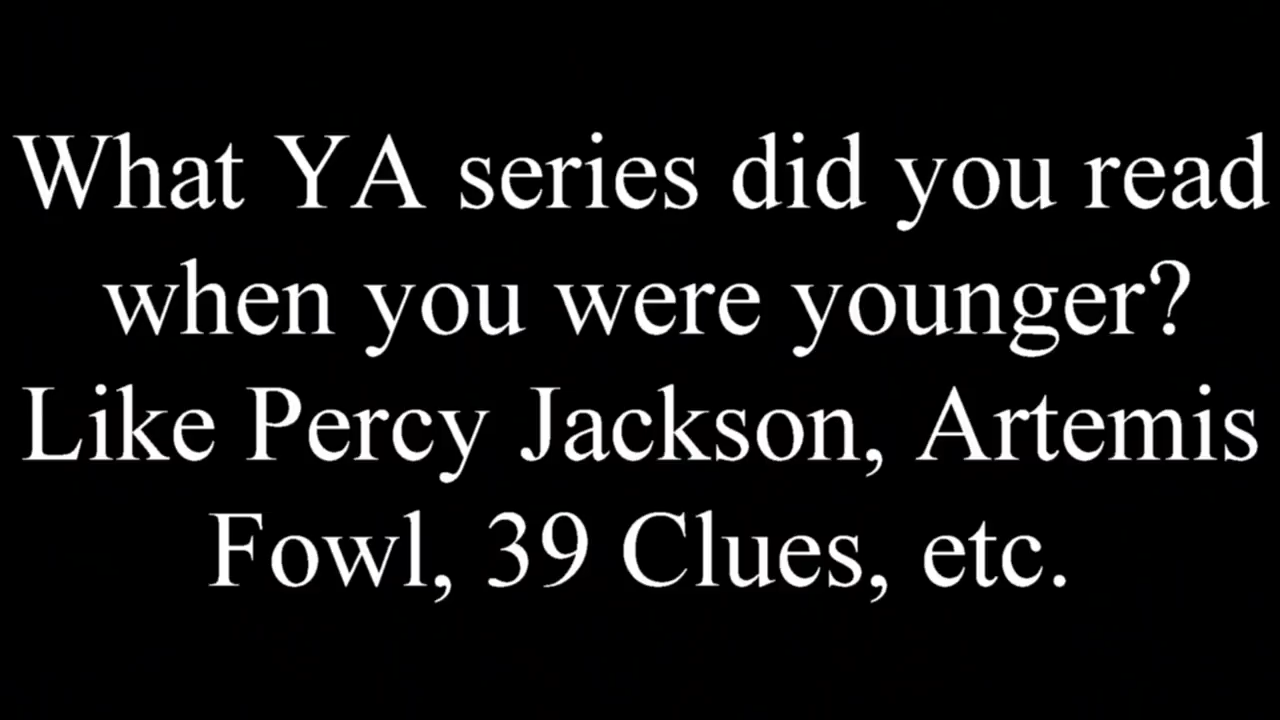 What YA series did you read
when you were younger?
Like Percy Jackson, Artemis
Fowl, 39 Clues, etc.